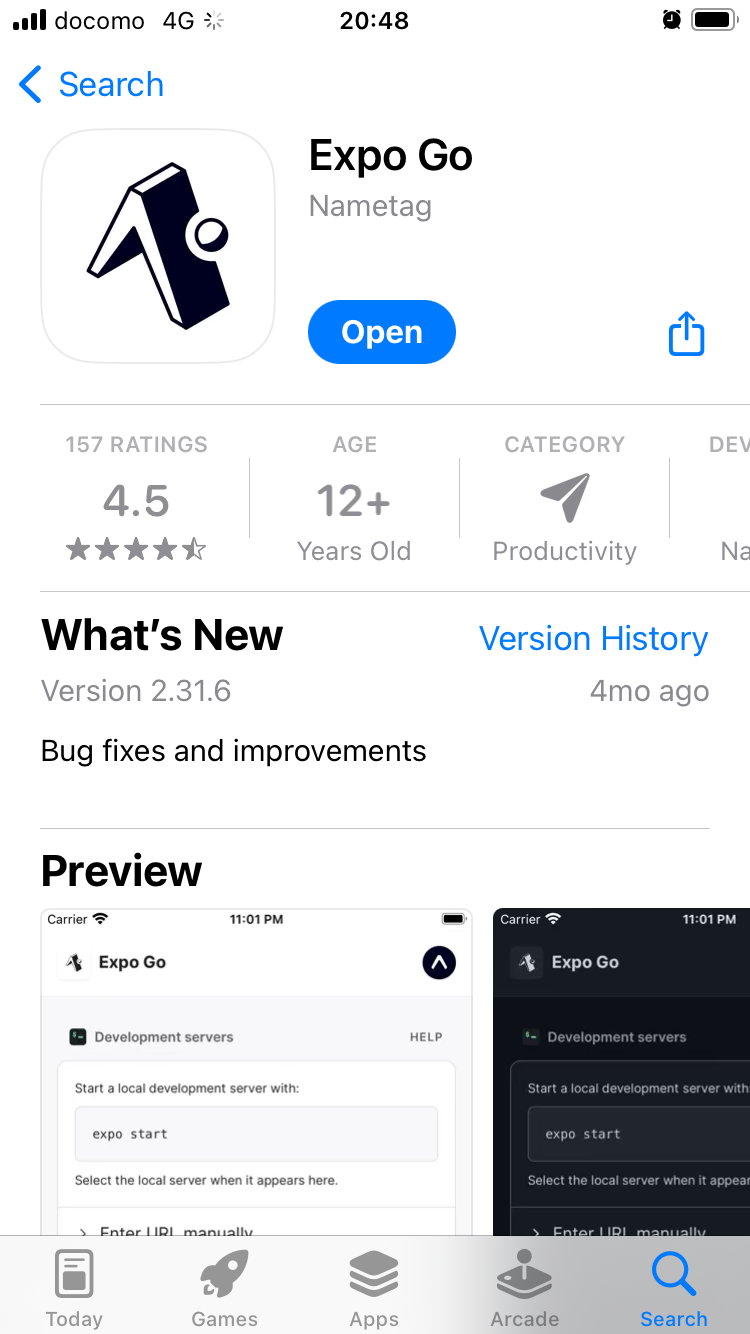 docomo 4G 20:48
Search
Expo Go
Nametag
Open
157 RATINGS
4.5
AGE
12+
Years Old
CATEGORY
Productivity
DEV
Na
What's New
Version History
Version 2.31.6
4mo ago
Bug fixes and improvements
Preview
Carrier 11:01 PM
Expo Go
Development servers
HELP
Start a local development server with:
expo start
Select the local server when it appears here.
Enter URL manually
Carrier 11:01 PM
Expo Go
Development servers
Start a local development server with
expo start
Select the local server when it appear
Enter URL manually
Today
Games
Apps
Arcade
Search